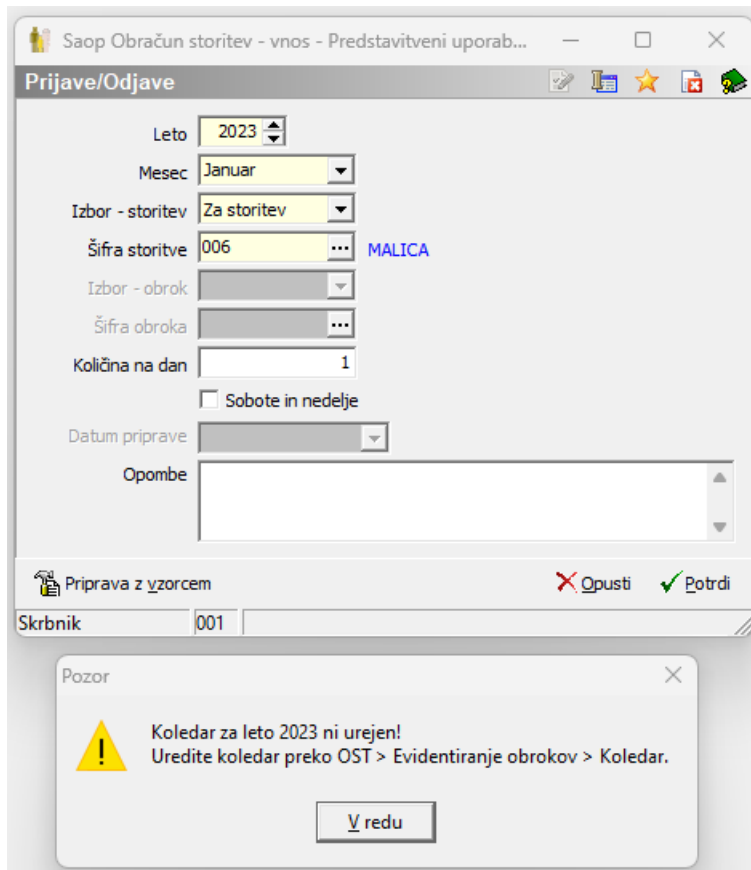 Saop Obračun storitev - vnos - Predstavitveni uporab...
Prijave/Odjave
Leto 2023
Mesec Januar
Izbor - storitev Za storitev
Šifra storitve 006 ... MALICA
Izbor - obrok
Šifra obroka ...
Količina na dan 1
Sobote in nedelje
Datum priprave
Opombe
Priprava z vzorcem Opusti Potrdi
Skrbnik 001
Pozor
Koledar za leto 2023 ni urejen!
Uredite koledar preko OST > Evidentiranje obrokov > Koledar.
V redu